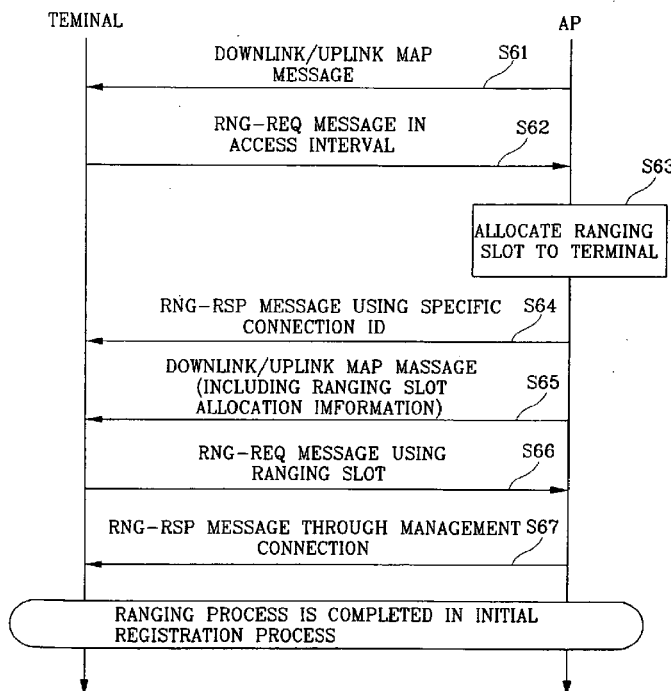 TEMINAL
AP
DOWNLINK/UPLINK MAP
MESSAGE
S61
RNG-REQ MESSAGE IN
ACCESS INTERVAL
S62
S63
ALLOCATE RANGING
SLOT TO TERMINAL
RNG-RSP MESSAGE USING SPECIFIC
CONNECTION ID
S64
DOWNLINK/UPLINK MAP MASSAGE
(INCLUDING RANGING SLOT
ALLOCATION IMFORMATION)
S65
RNG-REQ MESSAGE USING
RANGING SLOT
S66
RNG-RSP MESSAGE THROUGH MANAGEMENT
CONNECTION
S67
RANGING PROCESS IS COMPLETED IN INITIAL
REGISTRATION PROCESS